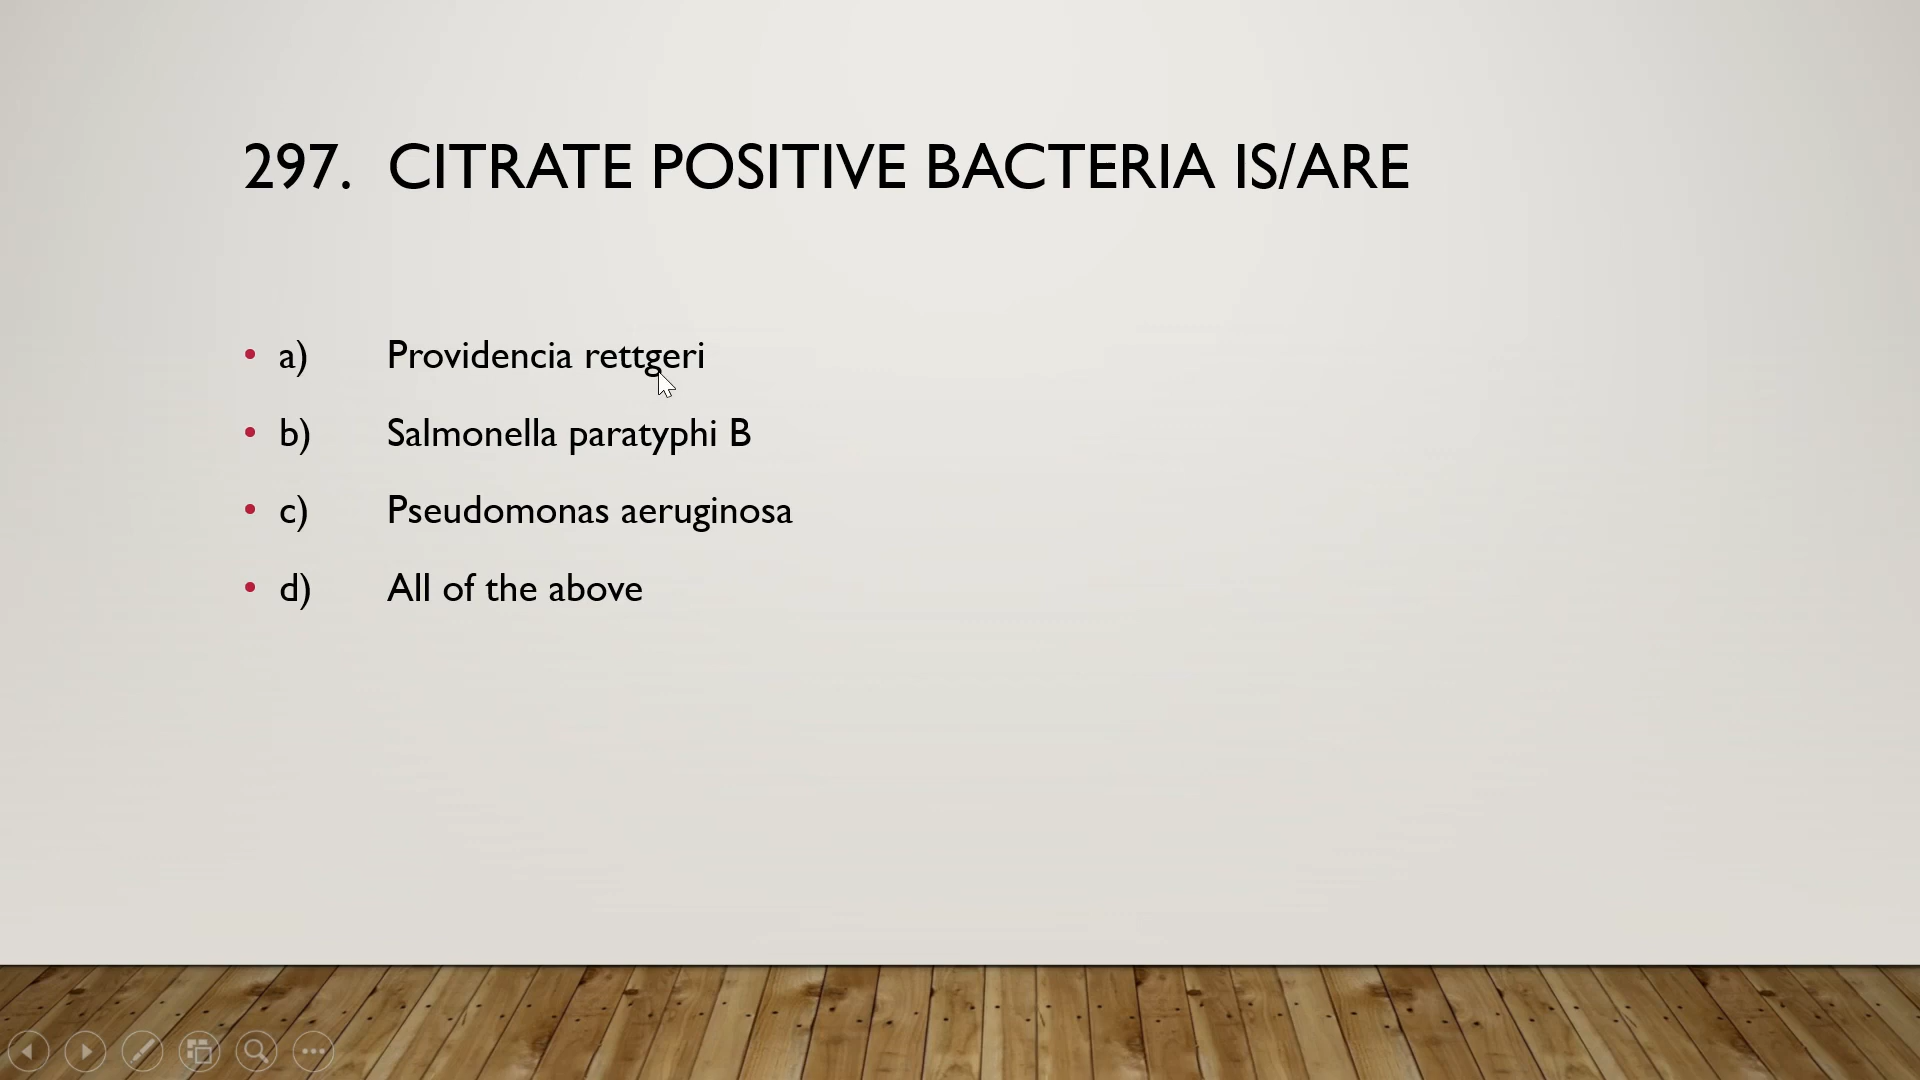 297. CITRATE POSITIVE BACTERIA IS/ARE
• a) Providencia rettgeri
• b) Salmonella paratyphi B
• c) Pseudomonas aeruginosa
• d) All of the above